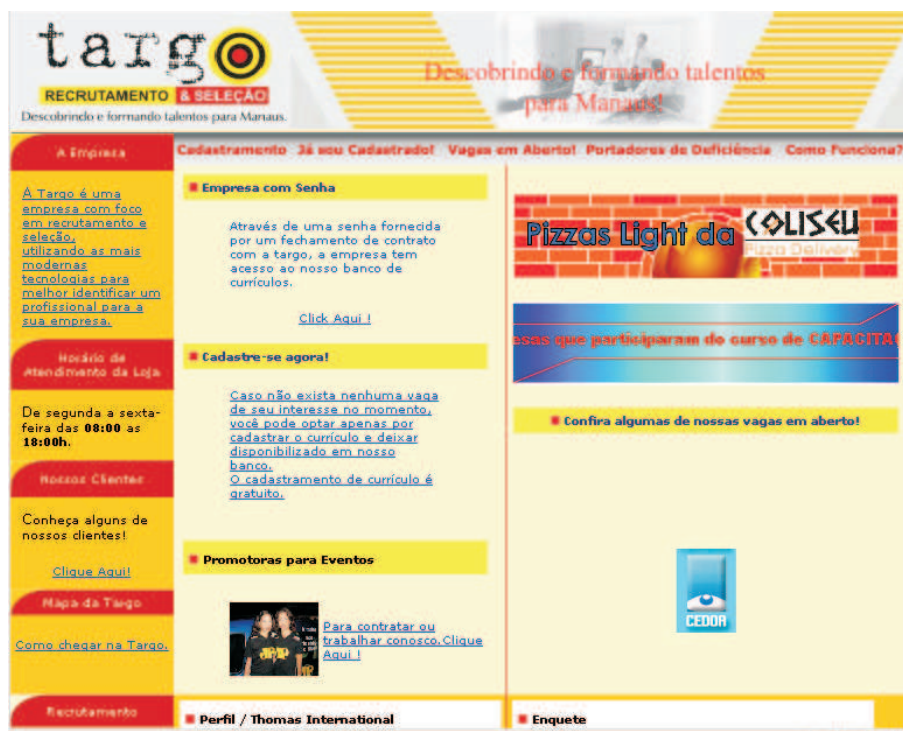 targo
RECRUTAMENTO & SELEÇÃO
Descobrindo e formando talentos para Manaus.
Descobrindo e formando talentos
para Manaus!
A Empresa
Cadastramento Já sou Cadastrado! Vagas em Aberto! Portadores de Deficiência Como Funciona?
A Targo é uma
empresa com foco
em recrutamento e
seleção,
utilizando as mais
modernas
tecnologias para
melhor identificar um
profissional para a
sua empresa.
Horário de
Atendimento da Loja
De segunda a sexta-
feira das 08:00 as
18:00h.
Nossos Clientes
Conheça alguns de
nossos clientes!
Clique Aqui!
Mapa da Targo
Como chegar na Targo.
Recrutamento
Empresa com Senha
Através de uma senha fornecida
por um fechamento de contrato
com a targo, a empresa tem
acesso ao nosso banco de
currículos.
Click Aqui !
Cadastre-se agora!
Caso não exista nenhuma vaga
de seu interesse no momento,
você pode optar apenas por
cadastrar o currículo e deixar
disponibilizado em nosso
banco.
O cadastramento de currículo é
gratuito.
Promotoras para Eventos
Para contratar ou
trabalhar conosco.Clique
Aqui !
Perfil / Thomas International
Pizzas Light da COLISEU
Pizza Delivery
esas que participaram do curso de CAPACITA
Confira algumas de nossas vagas em aberto!
CEDOR
Enquete